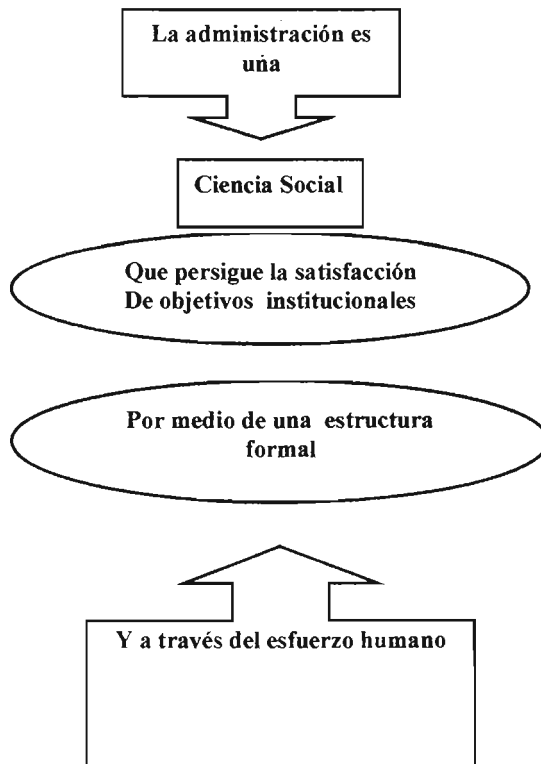 La administración es
una
Ciencia Social
Que persigue la satisfacción
De objetivos institucionales
Por medio de una estructura
formal
Y a través del esfuerzo humano